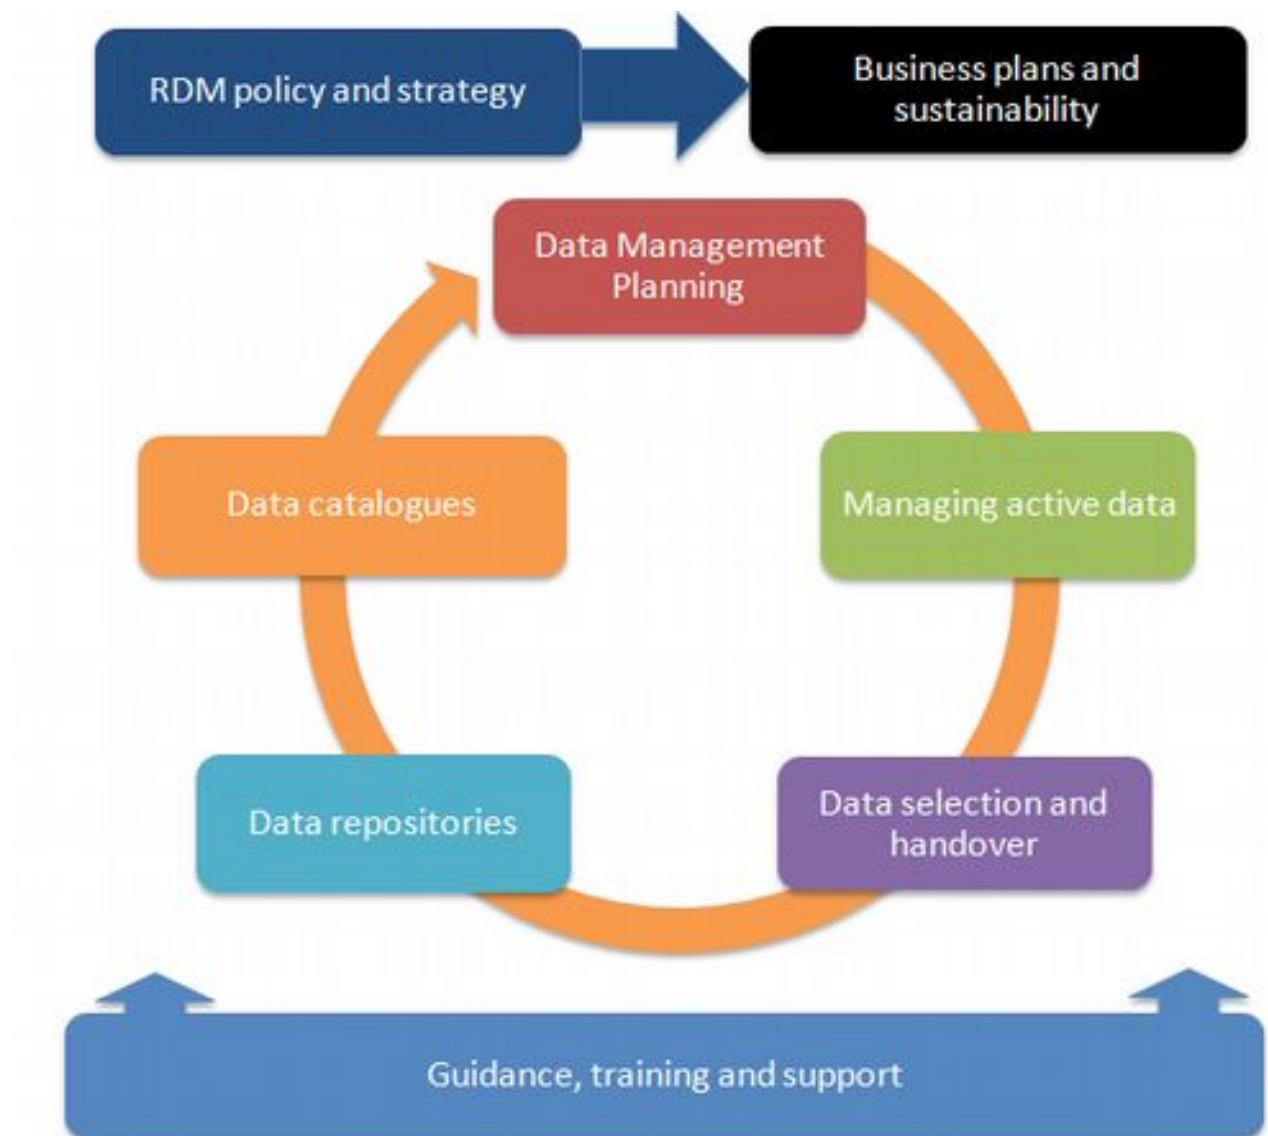 RDM policy and strategy
Business plans and
sustainability
Data Management
Planning
Data catalogues
Managing active data
Data repositories
Data selection and
handover
Guidance, training and support